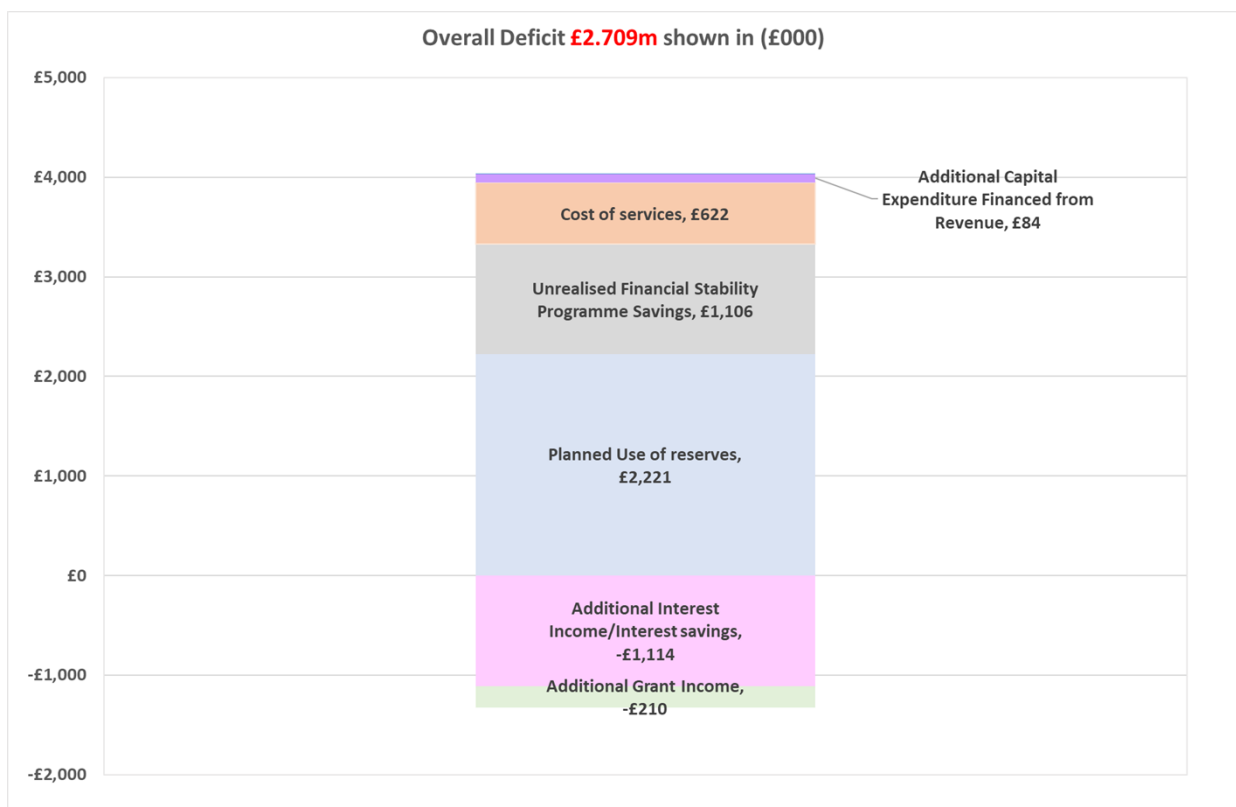 Overall Deficit £2.709m shown in (£000)
£5,000
£4,000
£3,000
£2,000
£1,000
£0
-£1,000
-£2,000
Additional Capital
Expenditure Financed from
Revenue, £84
Cost of services, £622
Unrealised Financial Stability
Programme Savings, £1,106
Planned Use of reserves,
£2,221
Additional Interest
Income/Interest savings,
-£1,114
Additional Grant Income,
-£210